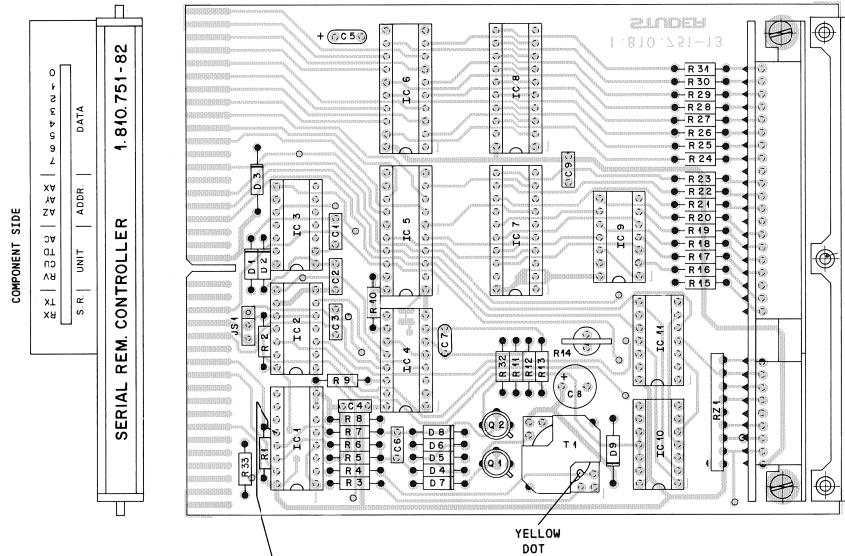 COMPONENT SIDE
0 1 2 3 4 5 6 7
DATA
AX AY AZ
ADDR.
AC TO CU RV
UNIT
TX RX
S.R.
SERIAL REM. CONTROLLER 1.810.751-82
STUDER
1.810.751-13
+ C5
IC6
IC8
R31
R30
R29
R28
R27
R26
R25
R24
C9
D3
R23
R22
R21
R20
R19
R18
R17
R16
R15
IC3
C1
IC5
IC7
IC9
D1
D2
C2
R10
JS1
R2
IC2
C3
IC4
C7
R14
IC11
R32
R11
R12
R13
R9
+
C8
RZ1
C4
R8
R7
R6
R5
R4
R3
IC1
R1
R33
C6
D8
D6
D5
D4
D7
Q2
Q1
T1
D9
IC10
YELLOW
DOT